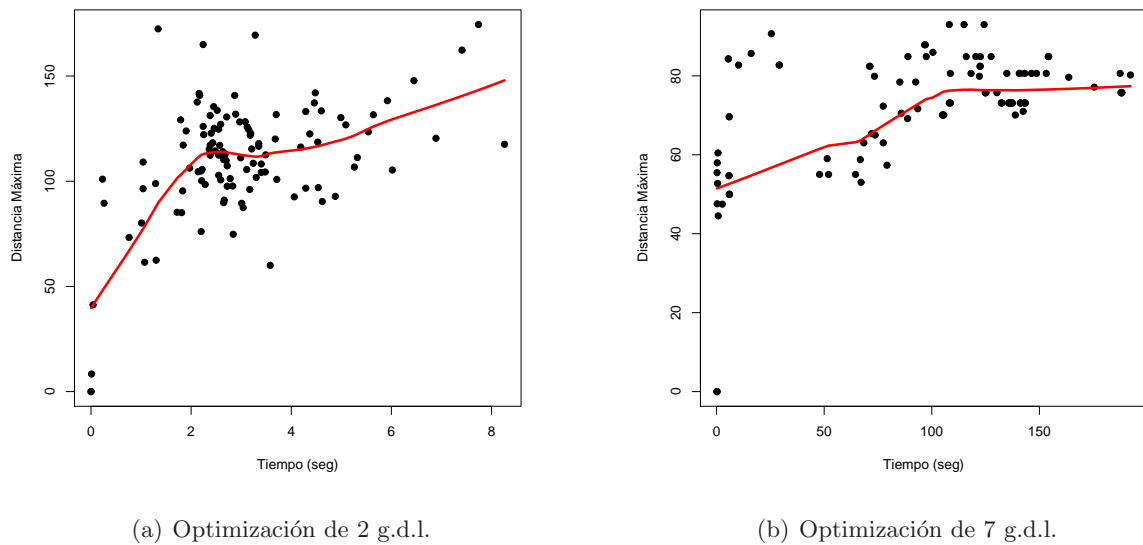 150
100
50
0
Distancia Máxima
0 2 4 6 8
Tiempo (seg)
(a) Optimización de 2 g.d.l.
80
60
40
20
0
Distancia Máxima
0 50 100 150
Tiempo (seg)
(b) Optimización de 7 g.d.l.